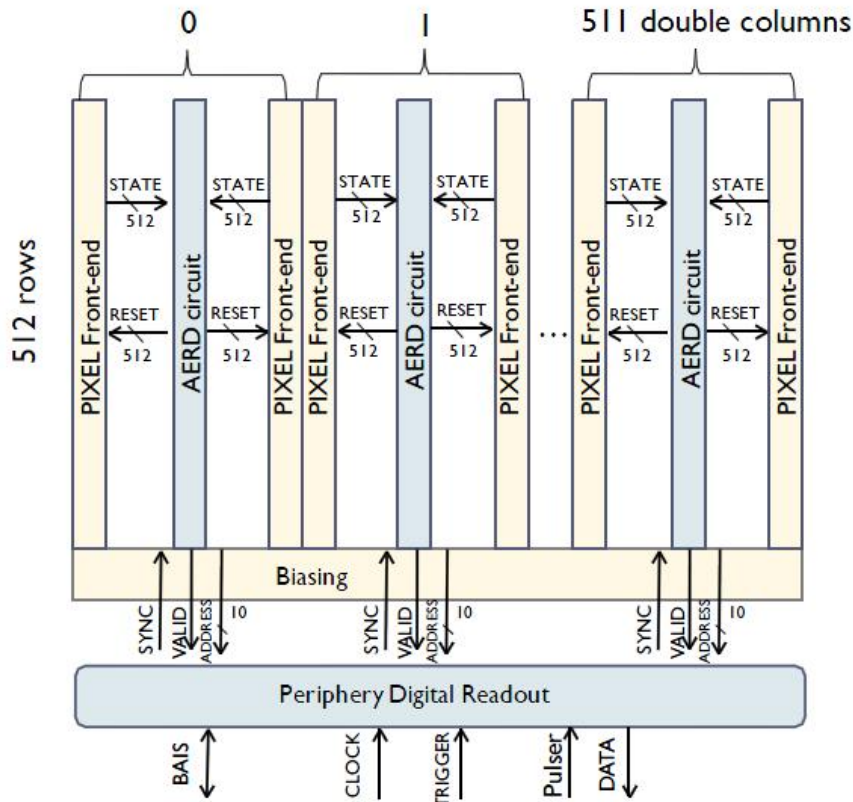 0
1
511 double columns
512 rows
STATE
512
STATE
512
STATE
512
STATE
512
STATE
512
STATE
512
RESET
512
RESET
512
RESET
512
RESET
512
RESET
512
RESET
512
PIXEL Front-end
AERD circuit
PIXEL Front-end
PIXEL Front-end
AERD circuit
PIXEL Front-end
...
PIXEL Front-end
AERD circuit
PIXEL Front-end
Biasing
SYNC
VALID
ADDRESS
10
SYNC
VALID
ADDRESS
10
SYNC
VALID
ADDRESS
10
Periphery Digital Readout
BAIS
CLOCK
TRIGGER
Pulser
DATA